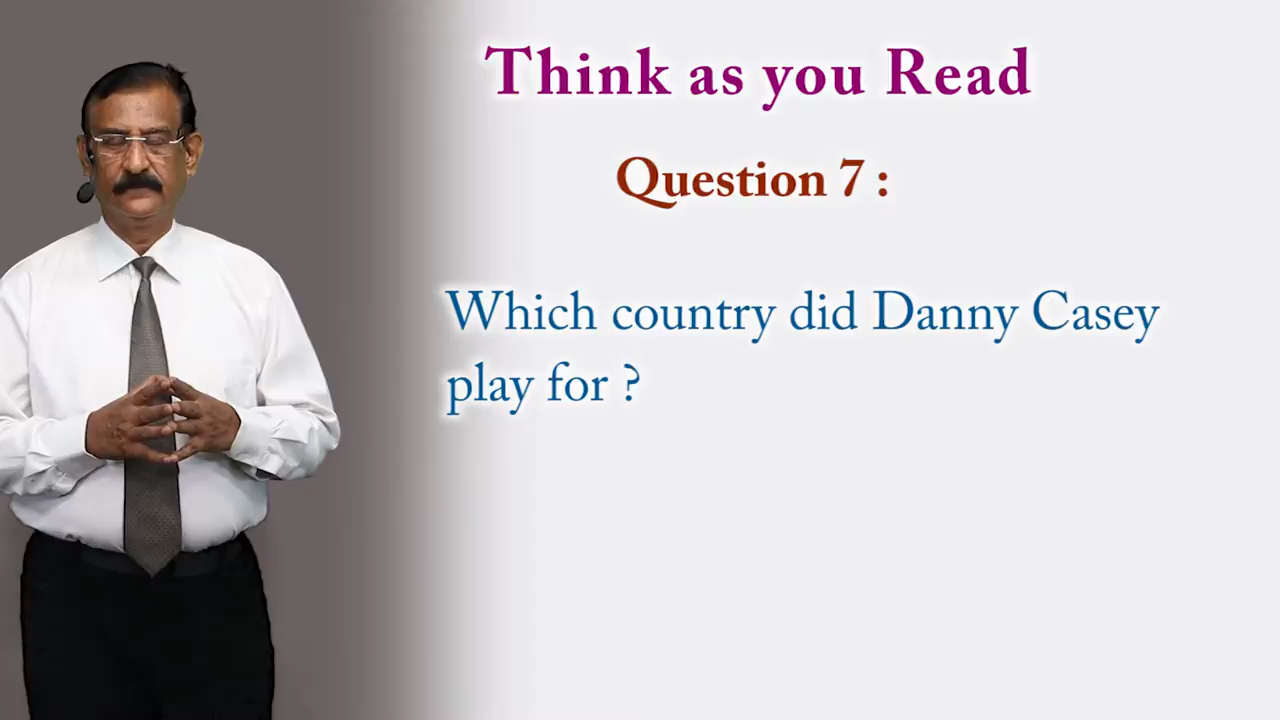 Think as you Read
Question 7 :
Which country did Danny Casey
play for ?